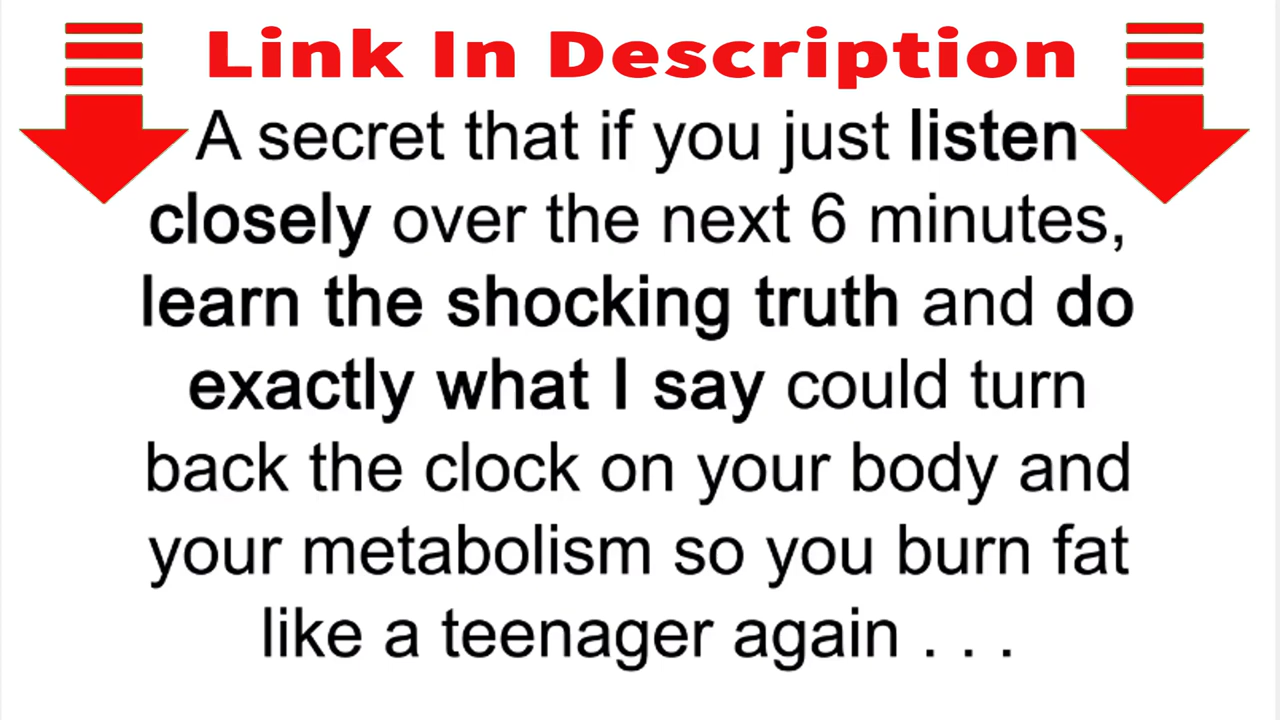 Link In Description
A secret that if you just listen
closely over the next 6 minutes,
learn the shocking truth and do
exactly what I say could turn
back the clock on your body and
your metabolism so you burn fat
like a teenager again . . .